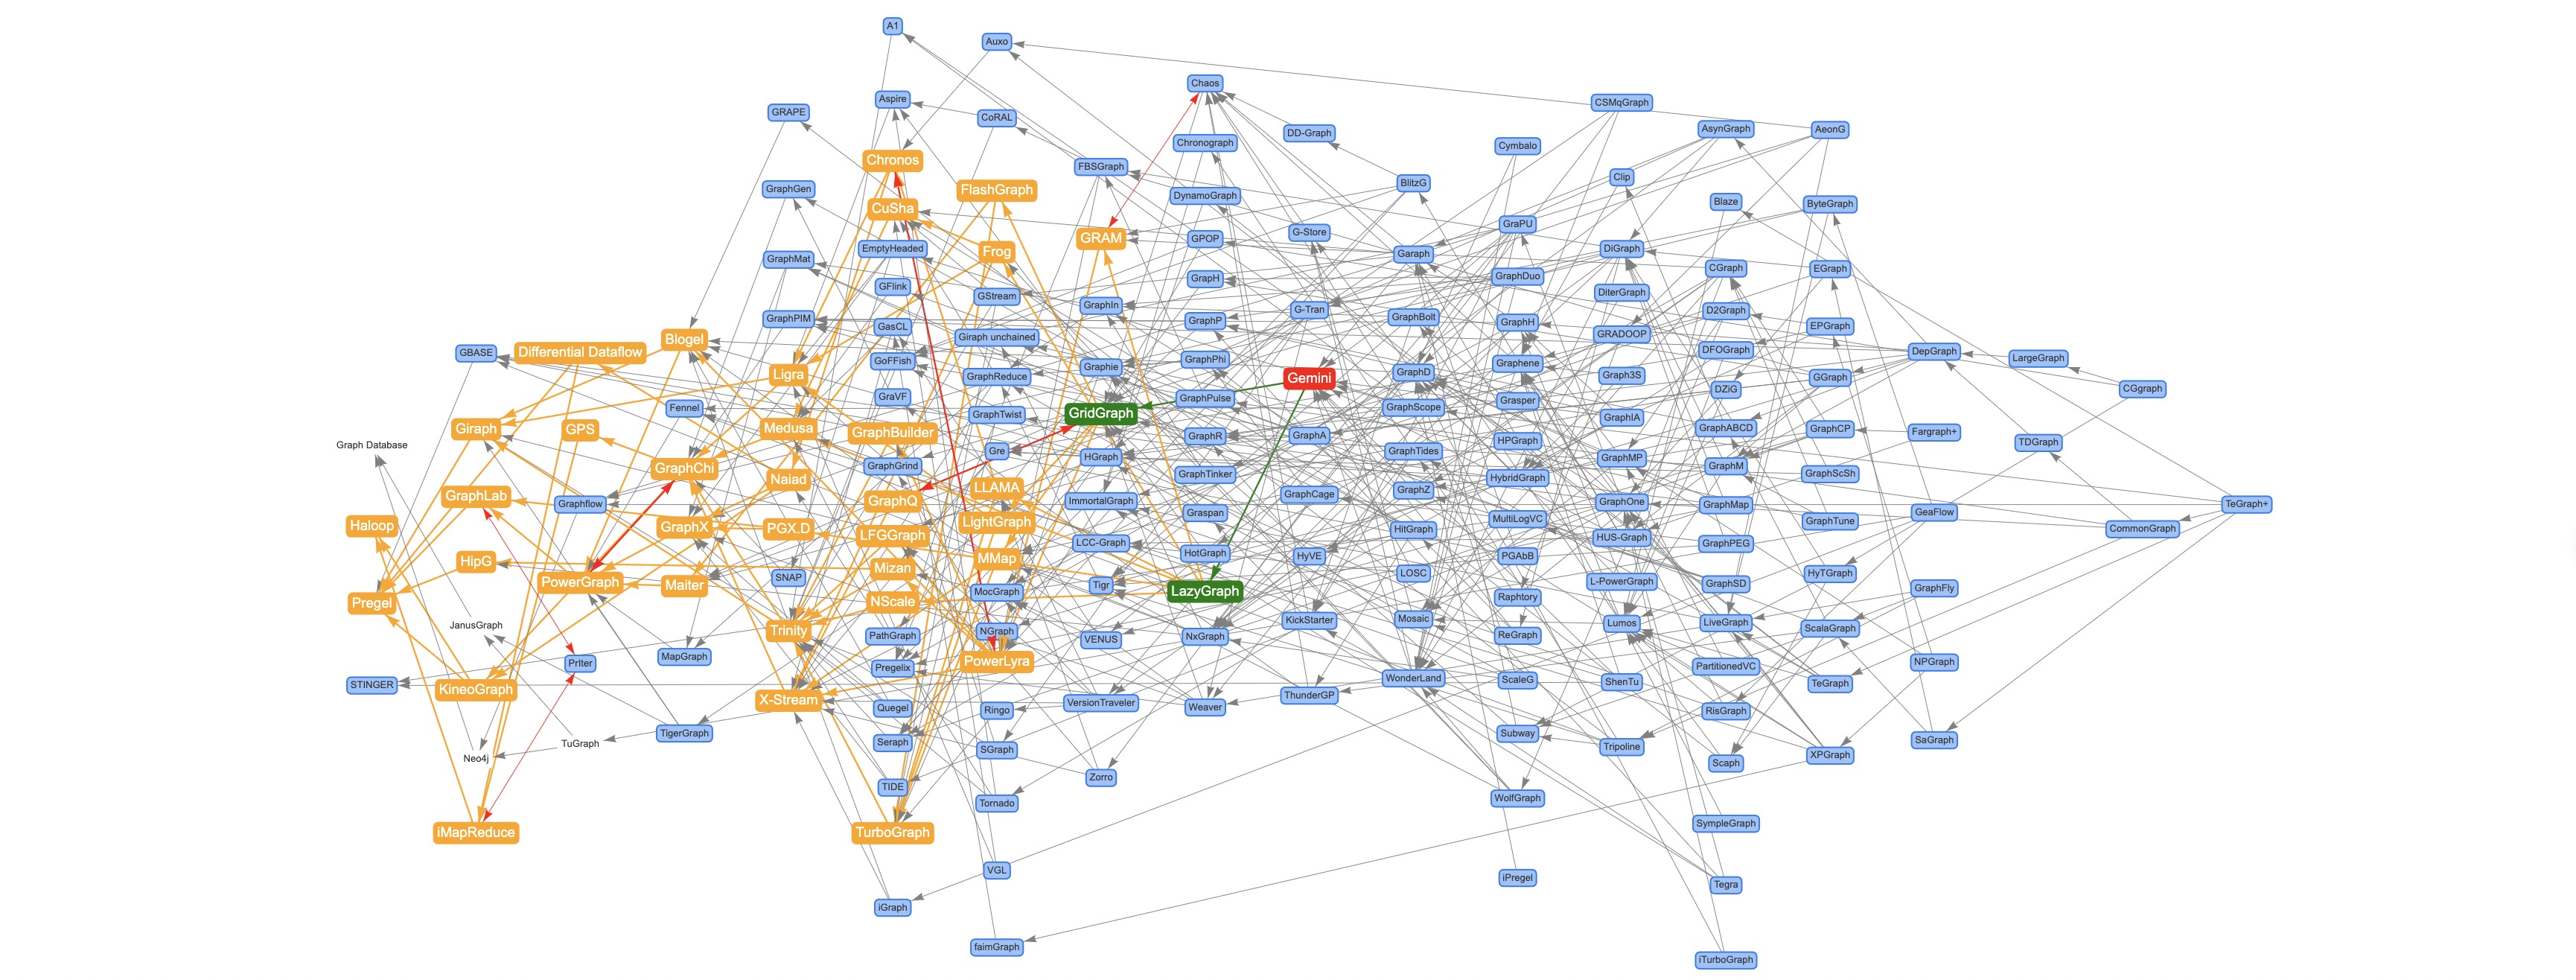 Graph Database
Haloop
Pregel
STINGER
GBASE
Giraph
GraphLab
HipG
JanusGraph
KineoGraph
Neo4j
iMapReduce
Differential Dataflow
GPS
Graphflow
PowerGraph
PrIter
TuGraph
Blogel
Fennel
GraphChi
GraphX
Maiter
MapGraph
TigerGraph
GRAPE
GraphGen
GraphMat
GraphPIM
Ligra
Medusa
Naiad
PGX.D
SNAP
Trinity
X-Stream
A1
Aspire
Chronos
CuSha
EmptyHeaded
GFlink
GasCL
GoFFish
GraVF
GraphBuilder
GraphGrind
GraphQ
LFGGraph
Mizan
NScale
PathGraph
Pregelix
Quegel
Seraph
TIDE
TurboGraph
iGraph
Auxo
CoRAL
FlashGraph
Frog
GStream
Giraph unchained
GraphReduce
GraphTwist
Gre
LLAMA
LightGraph
MMap
MocGraph
NGraph
PowerLyra
Ringo
SGraph
Tornado
VGL
faimGraph
FBSGraph
GRAM
GraphIn
Graphie
GridGraph
HGraph
ImmortalGraph
LCC-Graph
Tigr
VENUS
VersionTraveler
Zorro
Chaos
Chronograph
DynamoGraph
GPOP
GrapH
GraphP
GraphPhi
GraphPulse
GraphR
GraphTinker
Graspan
HotGraph
LazyGraph
NxGraph
Weaver
DD-Graph
G-Store
G-Tran
Gemini
GraphA
GraphCage
HyVE
KickStarter
ThunderGP
BlitzG
Garaph
GraphBolt
GraphD
GraphScope
GraphTides
GraphZ
HitGraph
LOSC
Mosaic
WonderLand
Cymbalo
GraPU
GraphDuo
GraphH
Graphene
Grasper
HPGraph
HybridGraph
MultiLogVC
PGAbB
Raphtory
ReGraph
ScaleG
Subway
WolfGraph
iPregel
CSMqGraph
Clip
DiGraph
DiterGraph
GRADOOP
Graph3S
GraphIA
GraphMP
GraphOne
HUS-Graph
L-PowerGraph
Lumos
ShenTu
Tripoline
AsynGraph
Blaze
CGraph
D2Graph
DFOGraph
DZiG
GraphABCD
GraphM
GraphMap
GraphPEG
GraphSD
LiveGraph
PartitionedVC
RisGraph
Scaph
SympleGraph
Tegra
iTurboGraph
AeonG
ByteGraph
EGraph
EPGraph
GGraph
GraphCP
GraphScSh
GraphTune
HyTGraph
ScalaGraph
TeGraph
XPGraph
DepGraph
Fargraph+
GeaFlow
GraphFly
NPGraph
SaGraph
LargeGraph
TDGraph
CGgraph
CommonGraph
TeGraph+